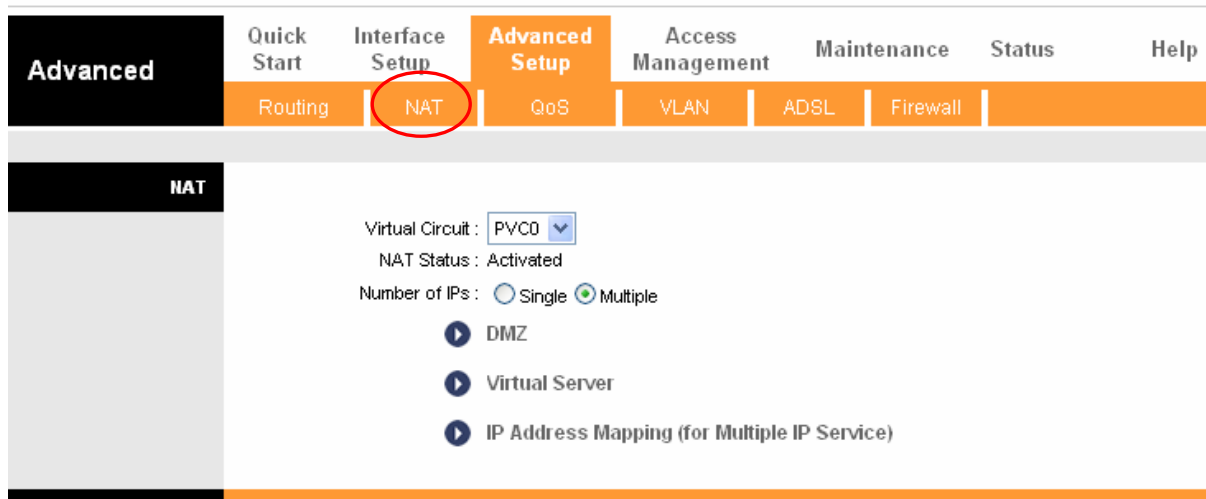 Advanced
Quick Start
Interface Setup
Advanced Setup
Access Management
Maintenance
Status
Help
Routing
NAT
QoS
VLAN
ADSL
Firewall
NAT
Virtual Circuit : PVC0
NAT Status : Activated
Number of IPs : Single Multiple
DMZ
Virtual Server
IP Address Mapping (for Multiple IP Service)